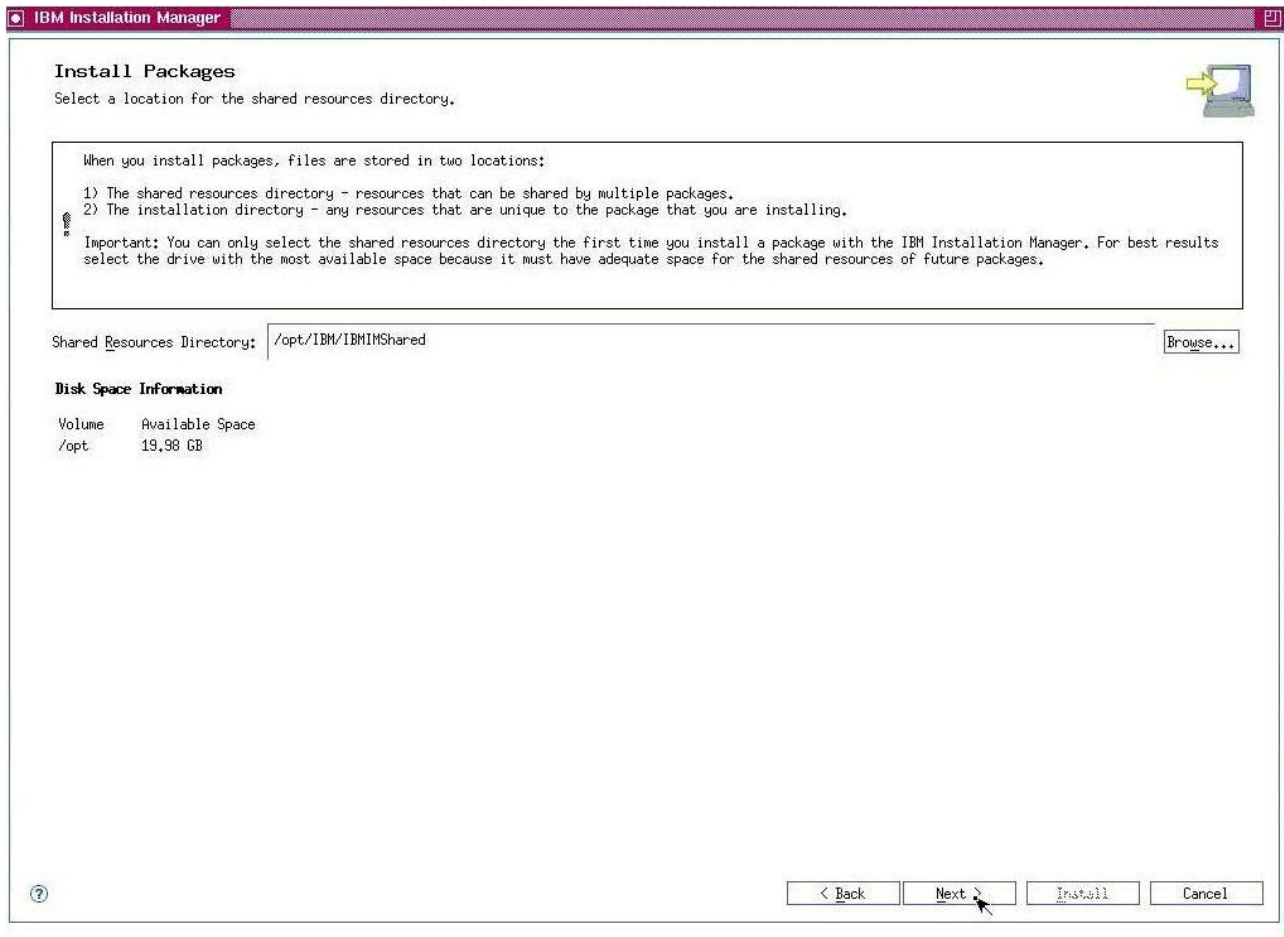 IBM Installation Manager
Install Packages
Select a location for the shared resources directory.
When you install packages, files are stored in two locations:
1) The shared resources directory - resources that can be shared by multiple packages.
2) The installation directory - any resources that are unique to the package that you are installing.
Important: You can only select the shared resources directory the first time you install a package with the IBM Installation Manager. For best results
select the drive with the most available space because it must have adequate space for the shared resources of future packages.
Shared Resources Directory: /opt/IBM/IBMIMShared Browse...
Disk Space Information
Volume Available Space
/opt 19.98 GB
? < Back Next > Install Cancel